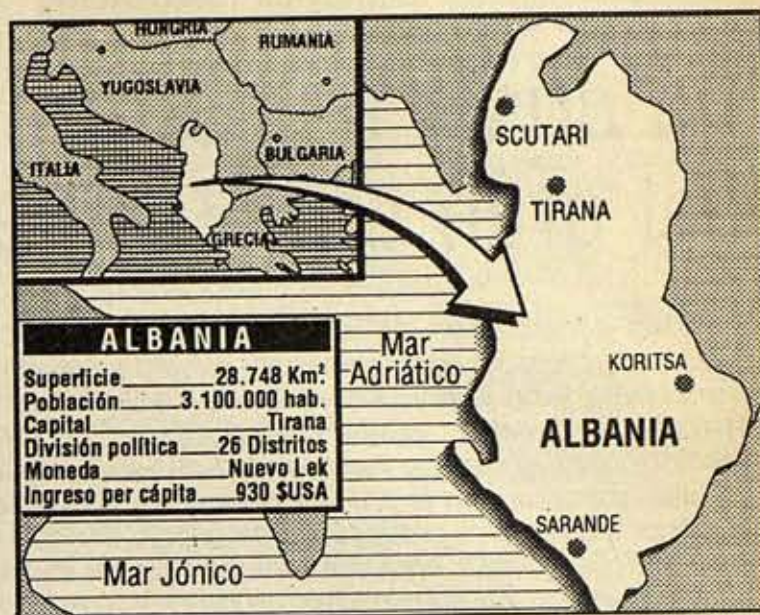 HUNGRIA
RUMANIA
YUGOSLAVIA
BULGARIA
ITALIA
GRECIA
SCUTARI
TIRANA
ALBANIA
Superficie 28.748 Km².
Población 3.100.000 hab.
Capital Tirana
División política 26 Distritos
Moneda Nuevo Lek
Ingreso per cápita 930 $USA
Mar
Adriático
KORITSA
ALBANIA
SARANDE
Mar Jónico